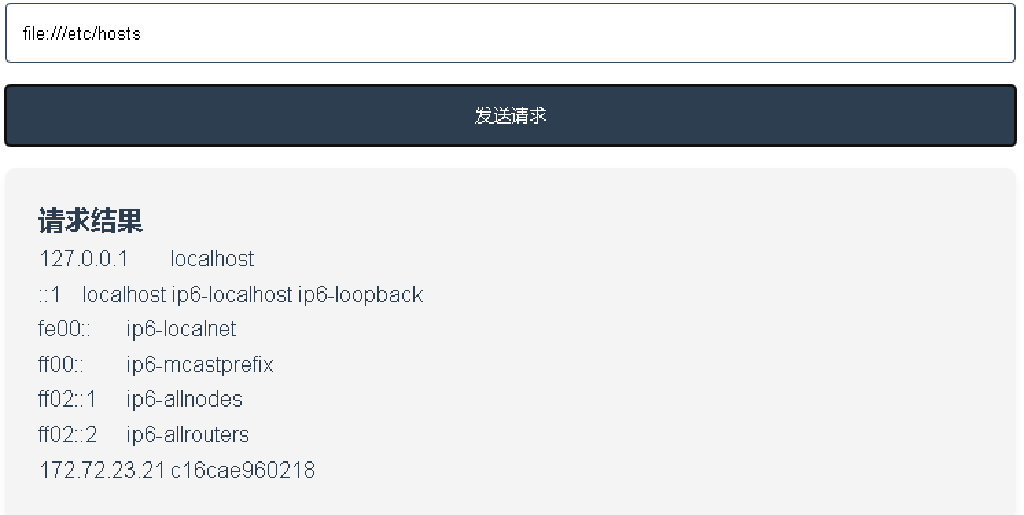 file:///etc/hosts
发送请求
请求结果
127.0.0.1 localhost
::1 localhost ip6-localhost ip6-loopback
fe00:: ip6-localnet
ff00:: ip6-mcastprefix
ff02::1 ip6-allnodes
ff02::2 ip6-allrouters
172.72.23.21 c16cae960218